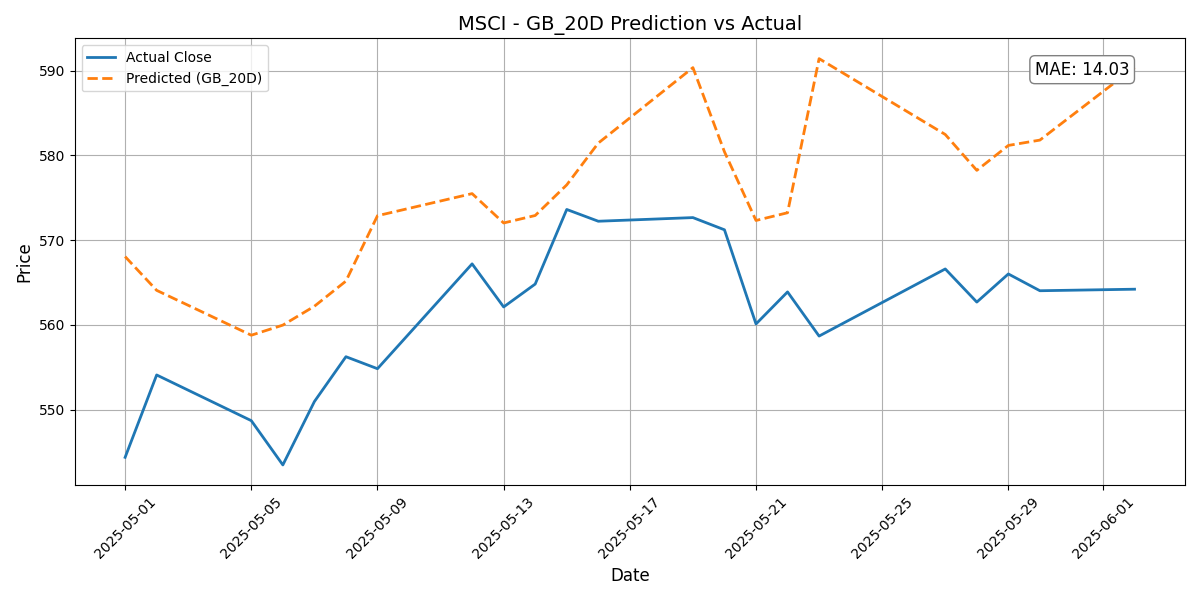 MSCI - GB_20D Prediction vs Actual
Actual Close
Predicted (GB_20D)
MAE: 14.03
Price
590
580
570
560
550
2025-05-01
2025-05-05
2025-05-09
2025-05-13
2025-05-17
2025-05-21
2025-05-25
2025-05-29
2025-06-01
Date